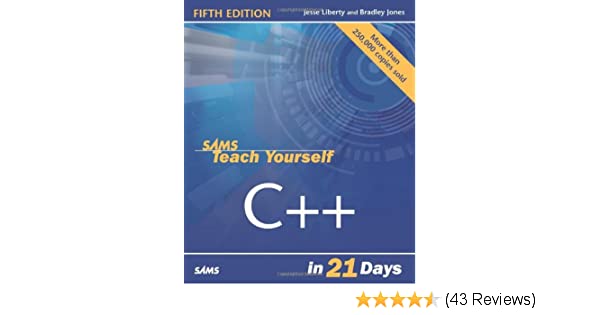 FIFTH EDITION
Jesse Liberty and Bradley Jones
More than
250,000 copies sold
SAMS
Teach Yourself
C++
SAMS
in 21 Days
(43 Reviews)